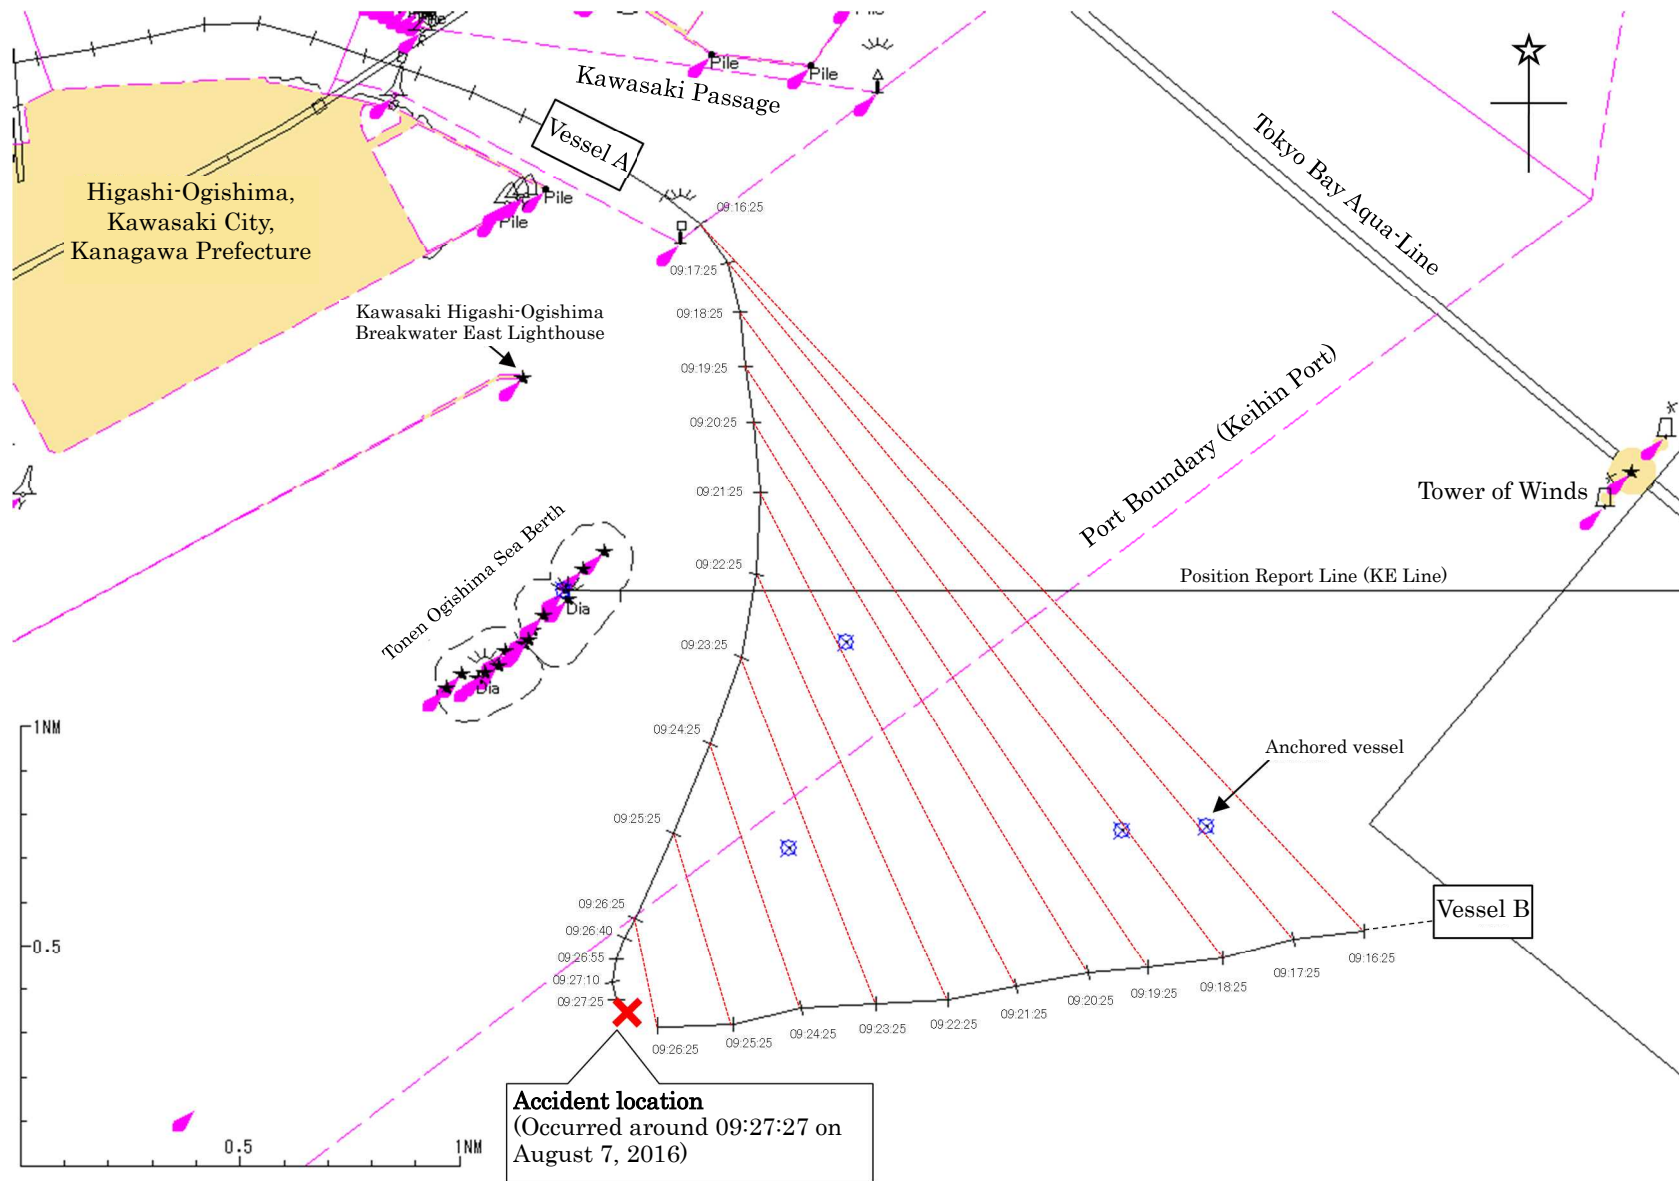 Pile
Pile
Pile
Pile
Kawasaki Passage
Vessel A
Tokyo Bay Aqua-Line
Higashi-Ogishima,
Kawasaki City,
Kanagawa Prefecture
Pile
Pile
09:16:25
09:17:25
Kawasaki Higashi-Ogishima
Breakwater East Lighthouse
09:18:25
09:19:25
09:20:25
Port Boundary (Keihin Port)
09:21:25
Tower of Winds
Tonen Ogishima Sea Berth
09:22:25
Position Report Line (KE Line)
Dia
09:23:25
Dia
1NM
09:24:25
Anchored vessel
09:25:25
09:26:25
Vessel B
09:26:40
0.5
09:26:55
09:27:10
09:27:25
09:16:25
09:17:25
09:18:25
09:19:25
09:20:25
09:21:25
09:22:25
09:23:25
09:24:25
09:25:25
09:26:25
Accident location
(Occurred around 09:27:27 on
August 7, 2016)
0.5
1NM